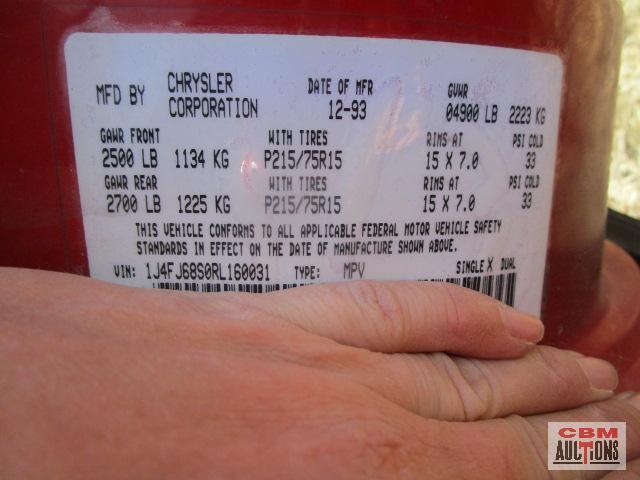 MFD BY CHRYSLER CORPORATION DATE OF MFR 12-93 GVWR 04900 LB 2223 KG
GAWR FRONT WITH TIRES RIMS AT PSI COLD
2500 LB 1134 KG P215/75R15 15 X 7.0 33
GAWR REAR WITH TIRES RIMS AT PSI COLD
2700 LB 1225 KG P215/75R15 15 X 7.0 33
THIS VEHICLE CONFORMS TO ALL APPLICABLE FEDERAL MOTOR VEHICLE SAFETY
STANDARDS IN EFFECT ON THE DATE OF MANUFACTURE SHOWN ABOVE.
VIN: 1J4FJ68S0RL160031 TYPE: MPV SINGLE X DUAL
CBM
AUCTIONS